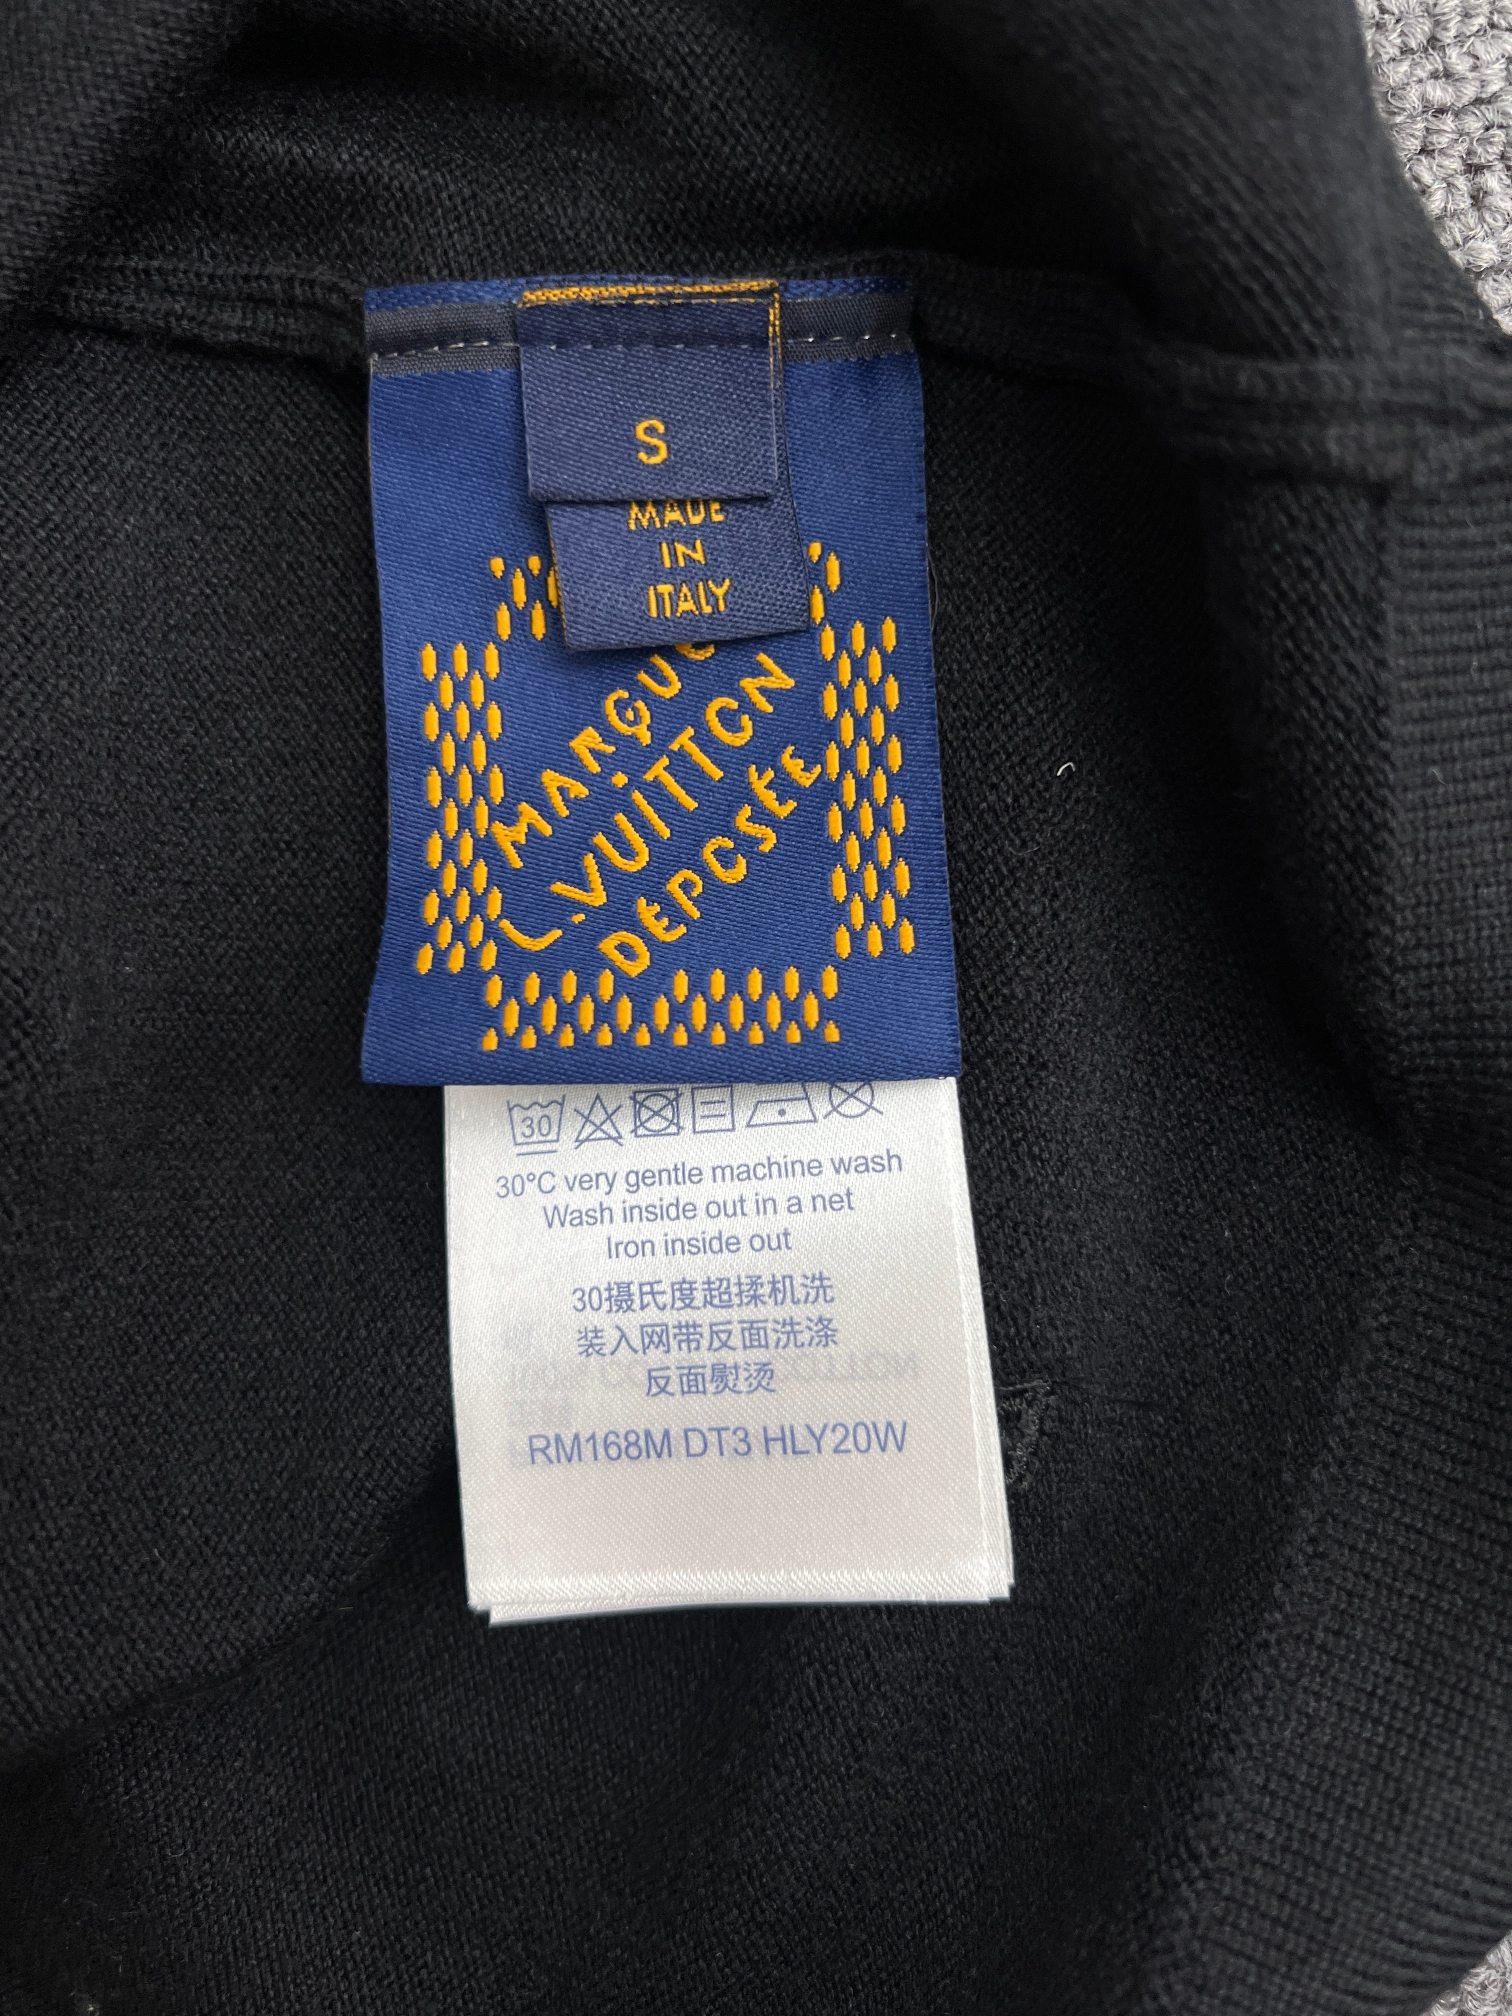 S
MADE
IN
ITALY
MARQUE
L.VUITTON
DEPOSÉE
30
30°C very gentle machine wash
Wash inside out in a net
Iron inside out
30摄氏度超揉机洗
装入网带反面洗涤
反面熨烫
RM168M DT3 HLY20W